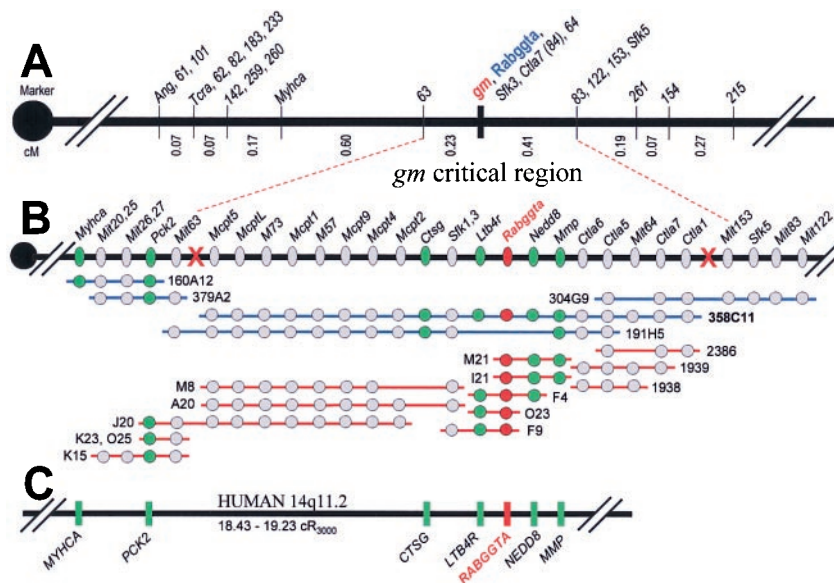 A
Marker
cM
Ang, 61, 101
Tcra, 62, 82, 183, 233
142, 259, 260
Myhca
63
gm, Rabggta,
Sfk3, Ctla7 (84), 64
83, 122, 153, Sfk5
261
154
215
0.07
0.07
0.17
0.60
0.23
0.41
0.19
0.07
0.27
gm critical region
B
Myhca
Mit20,25
Mit26,27
Pck2
Mit63
X
Mcpt5
McptL
M73
Mcpt1
M57
Mcpt9
Mcpt4
Mcpt2
Ctsg
Sfk1,3
Ltb4r
Rabggta
Nedd8
Mmp
Ctla6
Ctla5
Mit64
Ctla7
Ctla1
X
Mit153
Sfk5
Mit83
Mit122
160A12
379A2
304G9
358C11
191H5
M21
2386
I21
1939
M8
F4
1938
A20
O23
J20
F9
K23, O25
K15
C
HUMAN 14q11.2
18.43 - 19.23 cR3000
MYHCA
PCK2
CTSG
LTB4R
RABGGTA
NEDD8
MMP